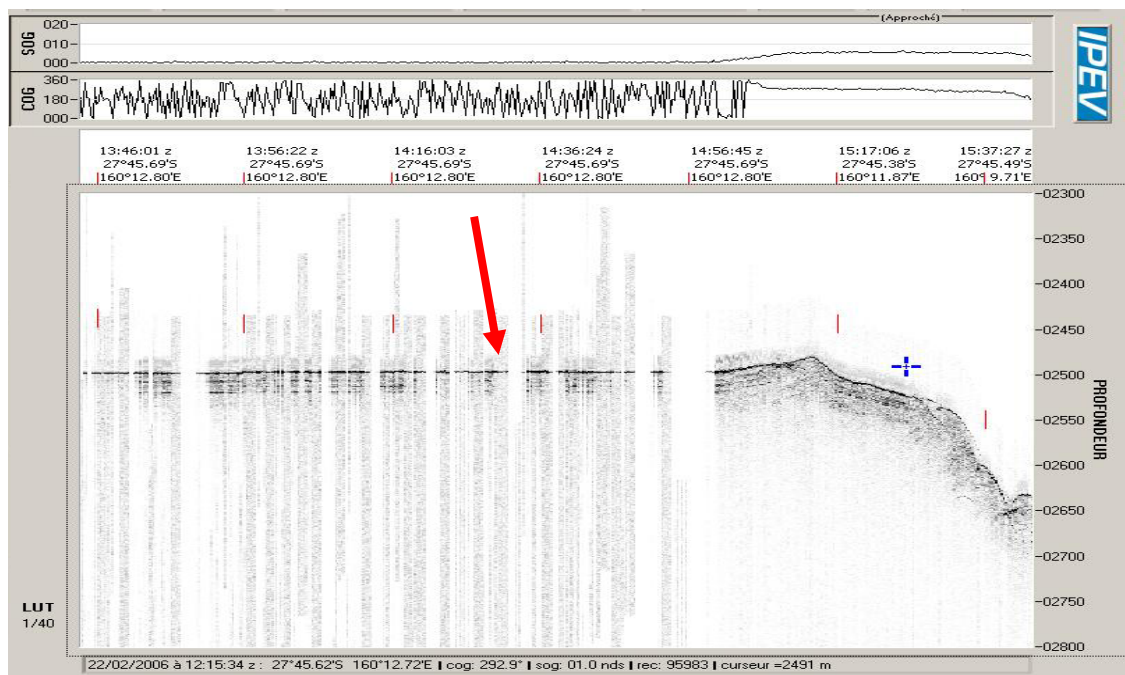 (Approché)
020
SOG
010
000
360
COG
180
000
IPEV
13:46:01 z 13:56:22 z 14:16:03 z 14:36:24 z 14:56:45 z 15:17:06 z 15:37:27 z
27°45.69'S 27°45.69'S 27°45.69'S 27°45.69'S 27°45.69'S 27°45.38'S 27°45.49'S
160°12.80'E 160°12.80'E 160°12.80'E 160°12.80'E 160°12.80'E 160°11.87'E 160° 9.71'E
-02300
-02350
-02400
-02450
-02500
-02550
-02600
-02650
-02700
-02750
-02800
PROFONDEUR
LUT
1/40
22/02/2006 à 12:15:34 z : 27°45.62'S 160°12.72'E | cog: 292.9° | sog: 01.0 nds | rec: 95983 | curseur =2491 m